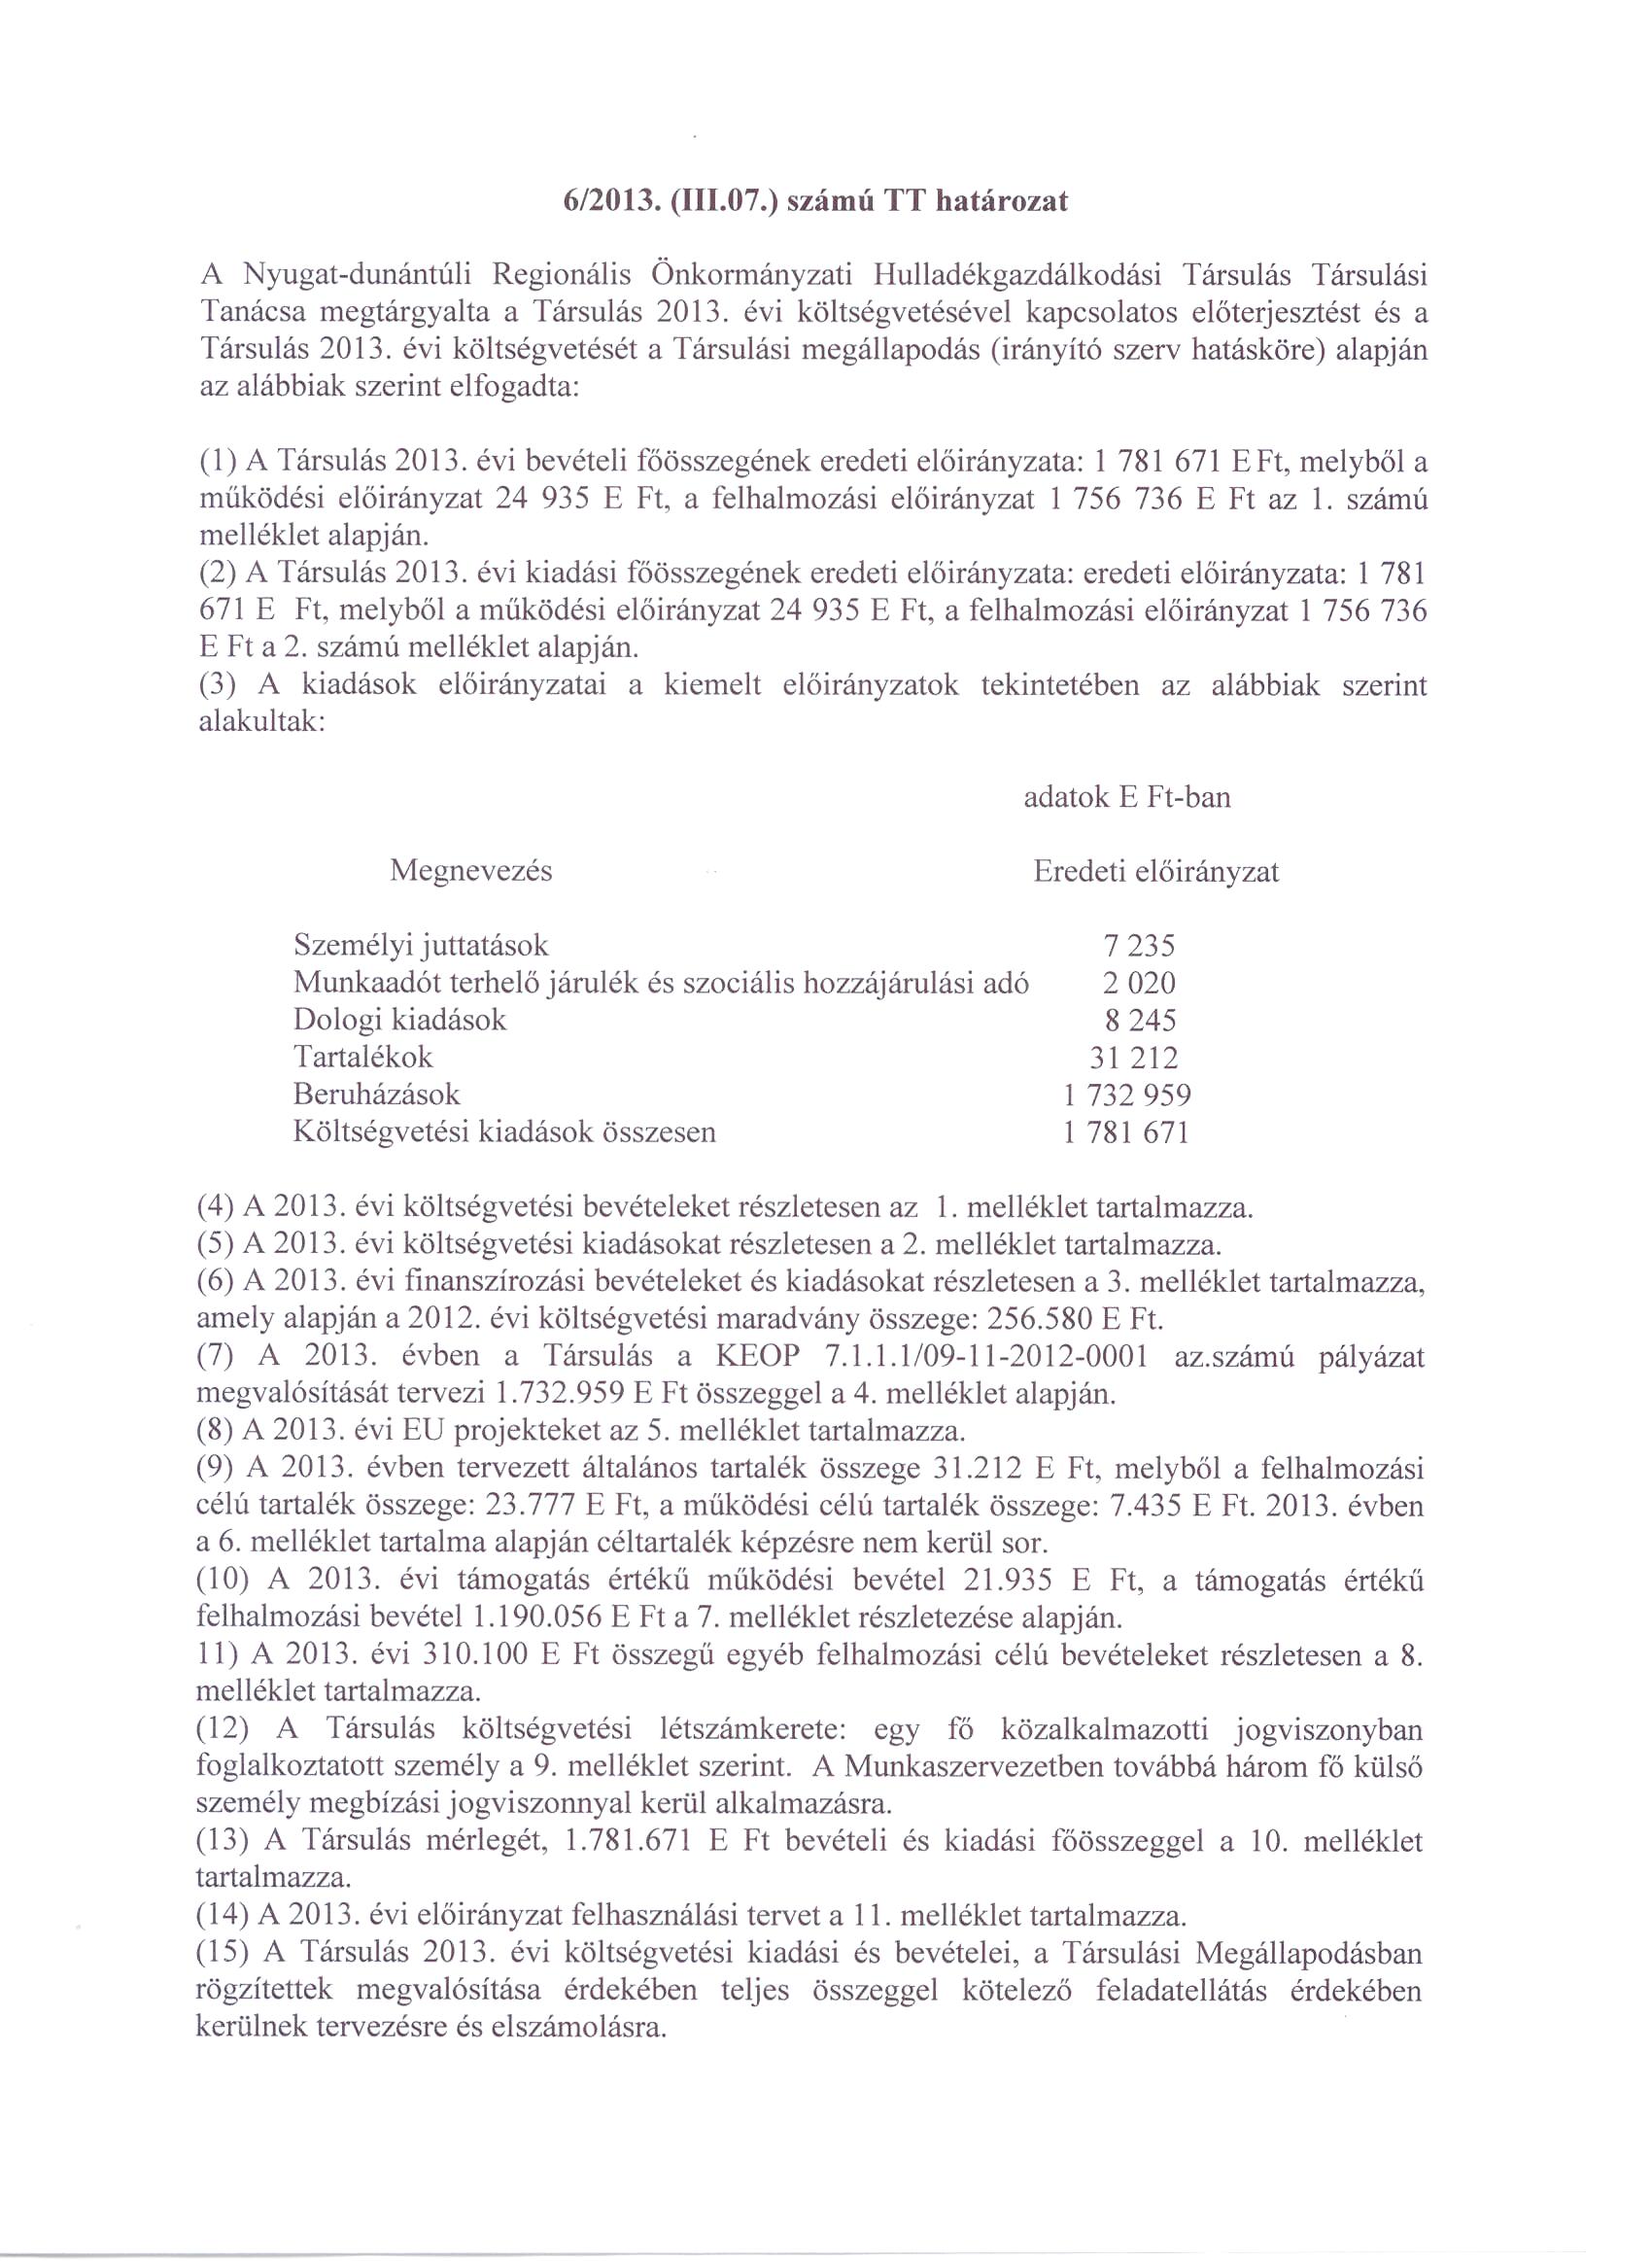 6/2013. (III.07.) számú TT határozat
A Nyugat-dunántúli Regionális Önkormányzati Hulladékgazdálkodási Társulás Társulási
Tanácsa megtárgyalta a Társulás 2013. évi költségvetésével kapcsolatos előterjesztést és a
Társulás 2013. évi költségvetését a Társulási megállapodás (irányító szerv hatásköre) alapján
az alábbiak szerint elfogadta:
(1) A Társulás 2013. évi bevételi főösszegének eredeti előirányzata: 1 781 671 E Ft, melyből a
működési előirányzat 24 935 E Ft, a felhalmozási előirányzat 1 756 736 E Ft az 1. számú
melléklet alapján.
(2) A Társulás 2013. évi kiadási főösszegének eredeti előirányzata: eredeti előirányzata: 1 781
671 E Ft, melyből a működési előirányzat 24 935 E Ft, a felhalmozási előirányzat 1 756 736
E Ft a 2. számú melléklet alapján.
(3) A kiadások előirányzatai a kiemelt előirányzatok tekintetében az alábbiak szerint
alakultak:
adatok E Ft-ban
Megnevezés Eredeti előirányzat
Személyi juttatások 7 235
Munkaadót terhelő járulék és szociális hozzájárulási adó 2 020
Dologi kiadások 8 245
Tartalékok 31 212
Beruházások 1 732 959
Költségvetési kiadások összesen 1 781 671
(4) A 2013. évi költségvetési bevételeket részletesen az 1. melléklet tartalmazza.
(5) A 2013. évi költségvetési kiadásokat részletesen a 2. melléklet tartalmazza.
(6) A 2013. évi finanszírozási bevételeket és kiadásokat részletesen a 3. melléklet tartalmazza,
amely alapján a 2012. évi költségvetési maradvány összege: 256.580 E Ft.
(7) A 2013. évben a Társulás a KEOP 7.1.1.1/09-11-2012-0001 az.számú pályázat
megvalósítását tervezi 1.732.959 E Ft összeggel a 4. melléklet alapján.
(8) A 2013. évi EU projekteket az 5. melléklet tartalmazza.
(9) A 2013. évben tervezett általános tartalék összege 31.212 E Ft, melyből a felhalmozási
célú tartalék összege: 23.777 E Ft, a működési célú tartalék összege: 7.435 E Ft. 2013. évben
a 6. melléklet tartalma alapján céltartalék képzésre nem kerül sor.
(10) A 2013. évi támogatás értékű működési bevétel 21.935 E Ft, a támogatás értékű
felhalmozási bevétel 1.190.056 E Ft a 7. melléklet részletezése alapján.
11) A 2013. évi 310.100 E Ft összegű egyéb felhalmozási célú bevételeket részletesen a 8.
melléklet tartalmazza.
(12) A Társulás költségvetési létszámkerete: egy fő közalkalmazotti jogviszonyban
foglalkoztatott személy a 9. melléklet szerint. A Munkaszervezetben továbbá három fő külső
személy megbízási jogviszonnyal kerül alkalmazásra.
(13) A Társulás mérlegét, 1.781.671 E Ft bevételi és kiadási főösszeggel a 10. melléklet
tartalmazza.
(14) A 2013. évi előirányzat felhasználási tervet a 11. melléklet tartalmazza.
(15) A Társulás 2013. évi költségvetési kiadási és bevételei, a Társulási Megállapodásban
rögzítettek megvalósítása érdekében teljes összeggel kötelező feladatellátás érdekében
kerülnek tervezésre és elszámolásra.